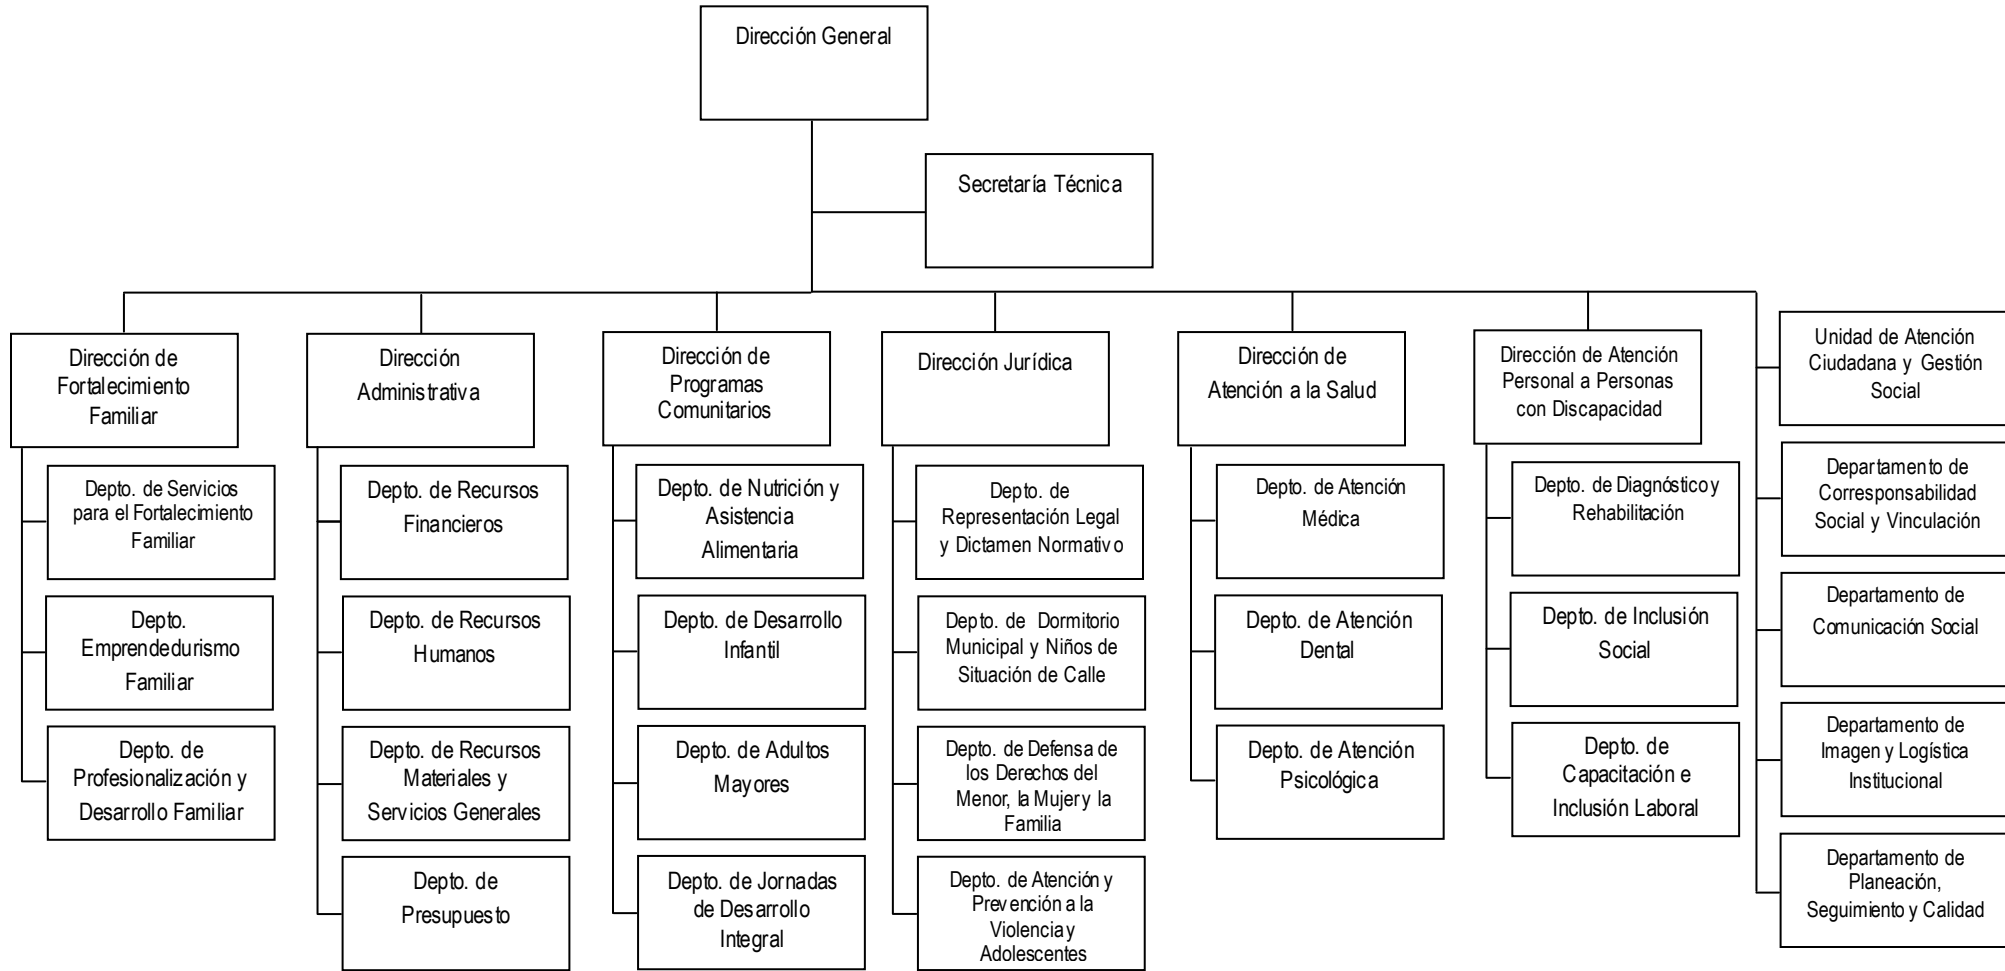 Dirección General
Secretaría Técnica
Dirección de
Fortalecimiento
Familiar
Depto. de Servicios
para el Fortalecimiento
Familiar
Depto.
Emprendedurismo
Familiar
Depto. de
Profesionalización y
Desarrollo Familiar
Dirección
Administrativa
Depto. de Recursos
Financieros
Depto. de Recursos
Humanos
Depto. de Recursos
Materiales y
Servicios Generales
Depto. de
Presupuesto
Dirección de
Programas
Comunitarios
Depto. de Nutrición y
Asistencia
Alimentaria
Depto. de Desarrollo
Infantil
Depto. de Adultos
Mayores
Depto. de Jornadas
de Desarrollo
Integral
Dirección Jurídica
Depto. de
Representación Legal
y Dictamen Normativo
Depto. de Dormitorio
Municipal y Niños de
Situación de Calle
Depto. de Defensa de
los Derechos del
Menor, la Mujer y la
Familia
Depto. de Atención y
Prevención a la
Violencia y
Adolescentes
Dirección de
Atención a la Salud
Depto. de Atención
Médica
Depto. de Atención
Dental
Depto. de Atención
Psicológica
Dirección de Atención
Personal a Personas
con Discapacidad
Depto. de Diagnóstico y
Rehabilitación
Depto. de Inclusión
Social
Depto. de
Capacitación e
Inclusión Laboral
Unidad de Atención
Ciudadana y Gestión
Social
Departamento de
Corresponsabilidad
Social y Vinculación
Departamento de
Comunicación Social
Departamento de
Imagen y Logística
Institucional
Departamento de
Planeación,
Seguimiento y Calidad